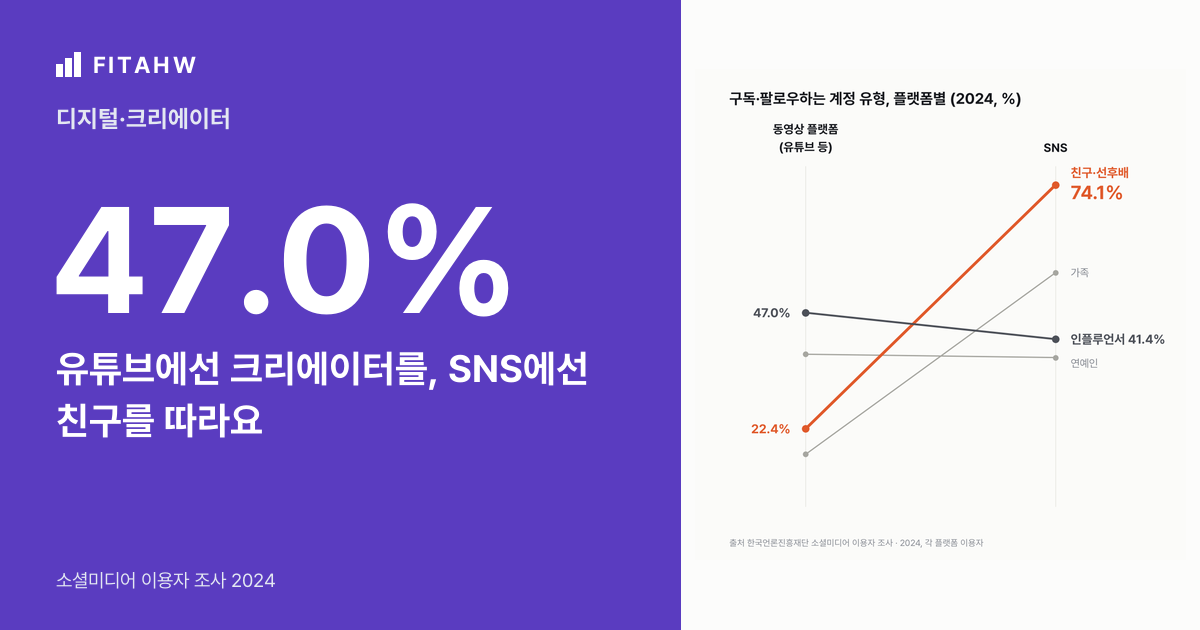 FITAHW
디지털·크리에이터
47.0%
유튜브에선 크리에이터를, SNS에선
친구를 따라요
소셜미디어 이용자 조사 2024
구독·팔로우하는 계정 유형, 플랫폼별 (2024, %)
동영상 플랫폼
(유튜브 등)
SNS
친구·선후배
74.1%
가족
47.0%
인플루언서 41.4%
연예인
22.4%
출처 한국언론진흥재단 소셜미디어 이용자 조사 · 2024, 각 플랫폼 이용자